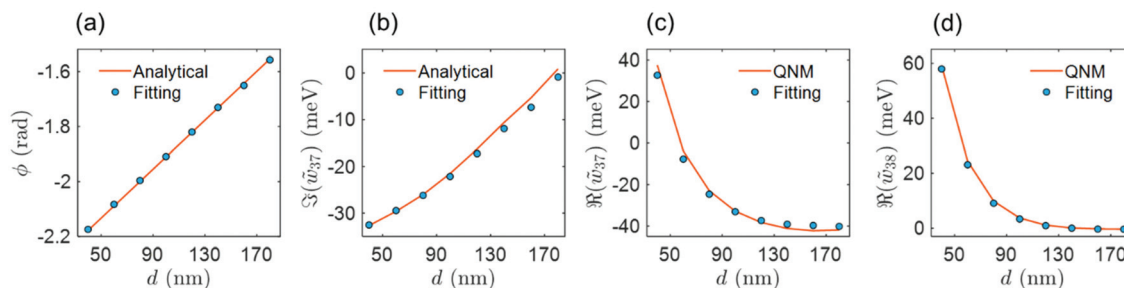 (a)
-1.6
-1.8
-2
-2.2
ϕ (rad)
Analytical
Fitting
40 90 130 170
d (nm)
(b)
0
-10
-20
-30
ℑ(w̃37) (meV)
Analytical
Fitting
50 90 130 170
d (nm)
(c)
40
20
0
-20
-40
ℜ(w̃37) (meV)
QNM
Fitting
50 90 130 170
d (nm)
(d)
60
40
20
0
ℜ(w̃38) (meV)
QNM
Fitting
50 90 130 170
d (nm)